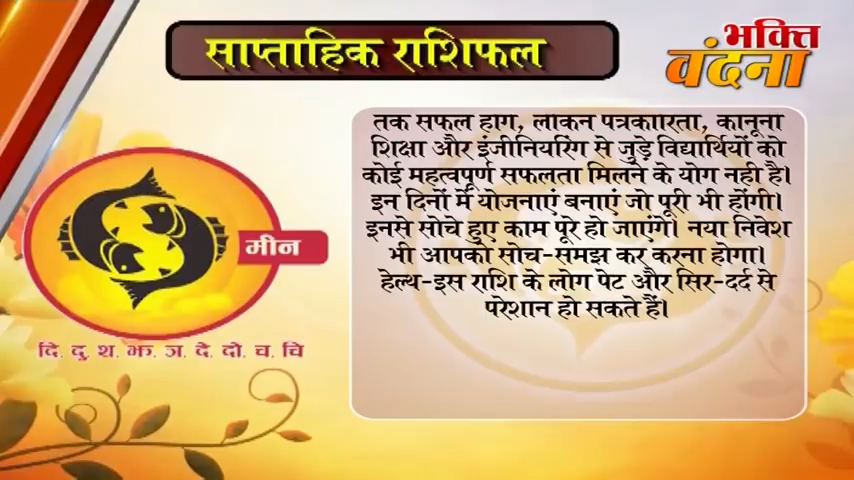 साप्ताहिक राशिफल
भक्ति
वंदना
तक सफल होंगे, लेकिन पत्रकारिता, कानूनी
शिक्षा और इंजीनियरिंग से जुड़े विद्यार्थियों को
कोई महत्वपूर्ण सफलता मिलने के योग नही है।
इन दिनों में योजनाएं बनाएं जो पूरी भी होंगी।
इनसे सोचे हुए काम पूरे हो जाएंगे। नया निवेश
भी आपको सोच-समझ कर करना होगा।
हेल्थ-इस राशि के लोग पेट और सिर-दर्द से
परेशान हो सकते हैं।
मीन
दि, दु, श, झ, ञ, दे, दो, च, चि